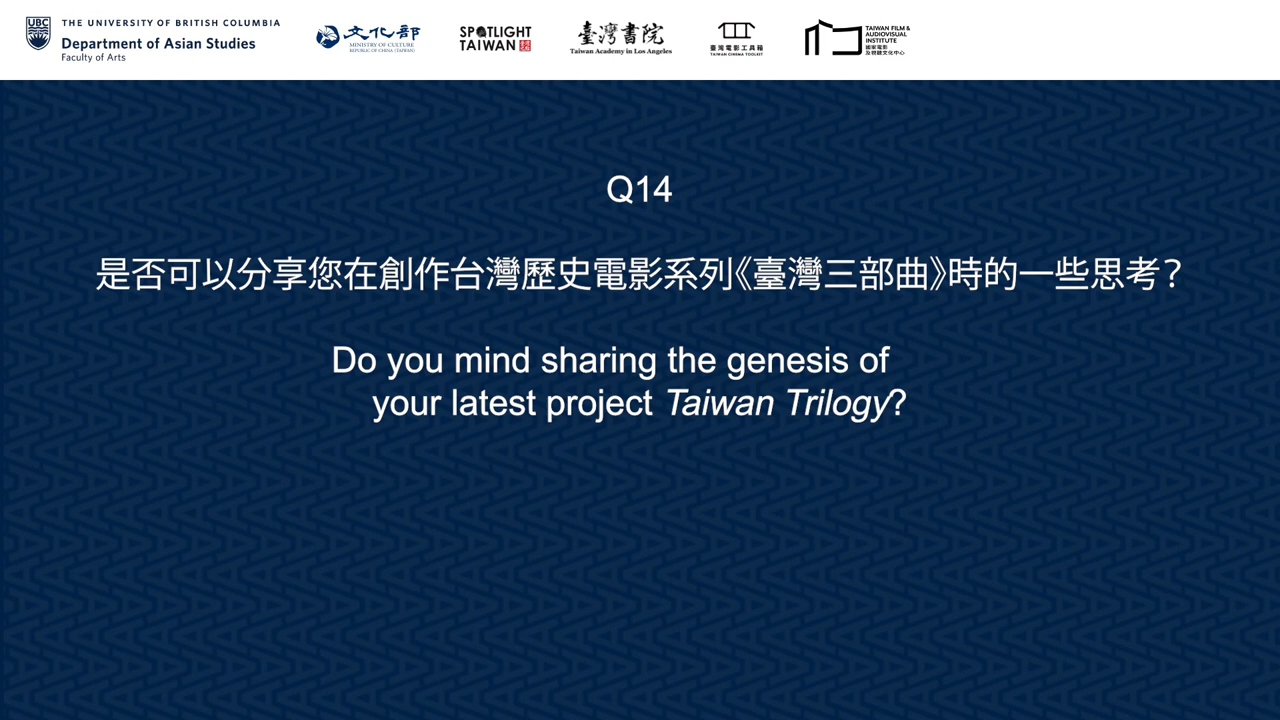 UBC
THE UNIVERSITY OF BRITISH COLUMBIA
Department of Asian Studies
Faculty of Arts
文化部
MINISTRY OF CULTURE
REPUBLIC OF CHINA (TAIWAN)
SPOTLIGHT
TAIWAN
臺灣書院
Taiwan Academy in Los Angeles
臺灣電影工具箱
TAIWAN CINEMA TOOLKIT
TAIWAN FILM &
AUDIOVISUAL
INSTITUTE
國家電影
及視聽文化中心
Q14
是否可以分享您在創作台灣歷史電影系列《臺灣三部曲》時的一些思考？
Do you mind sharing the genesis of
your latest project Taiwan Trilogy?